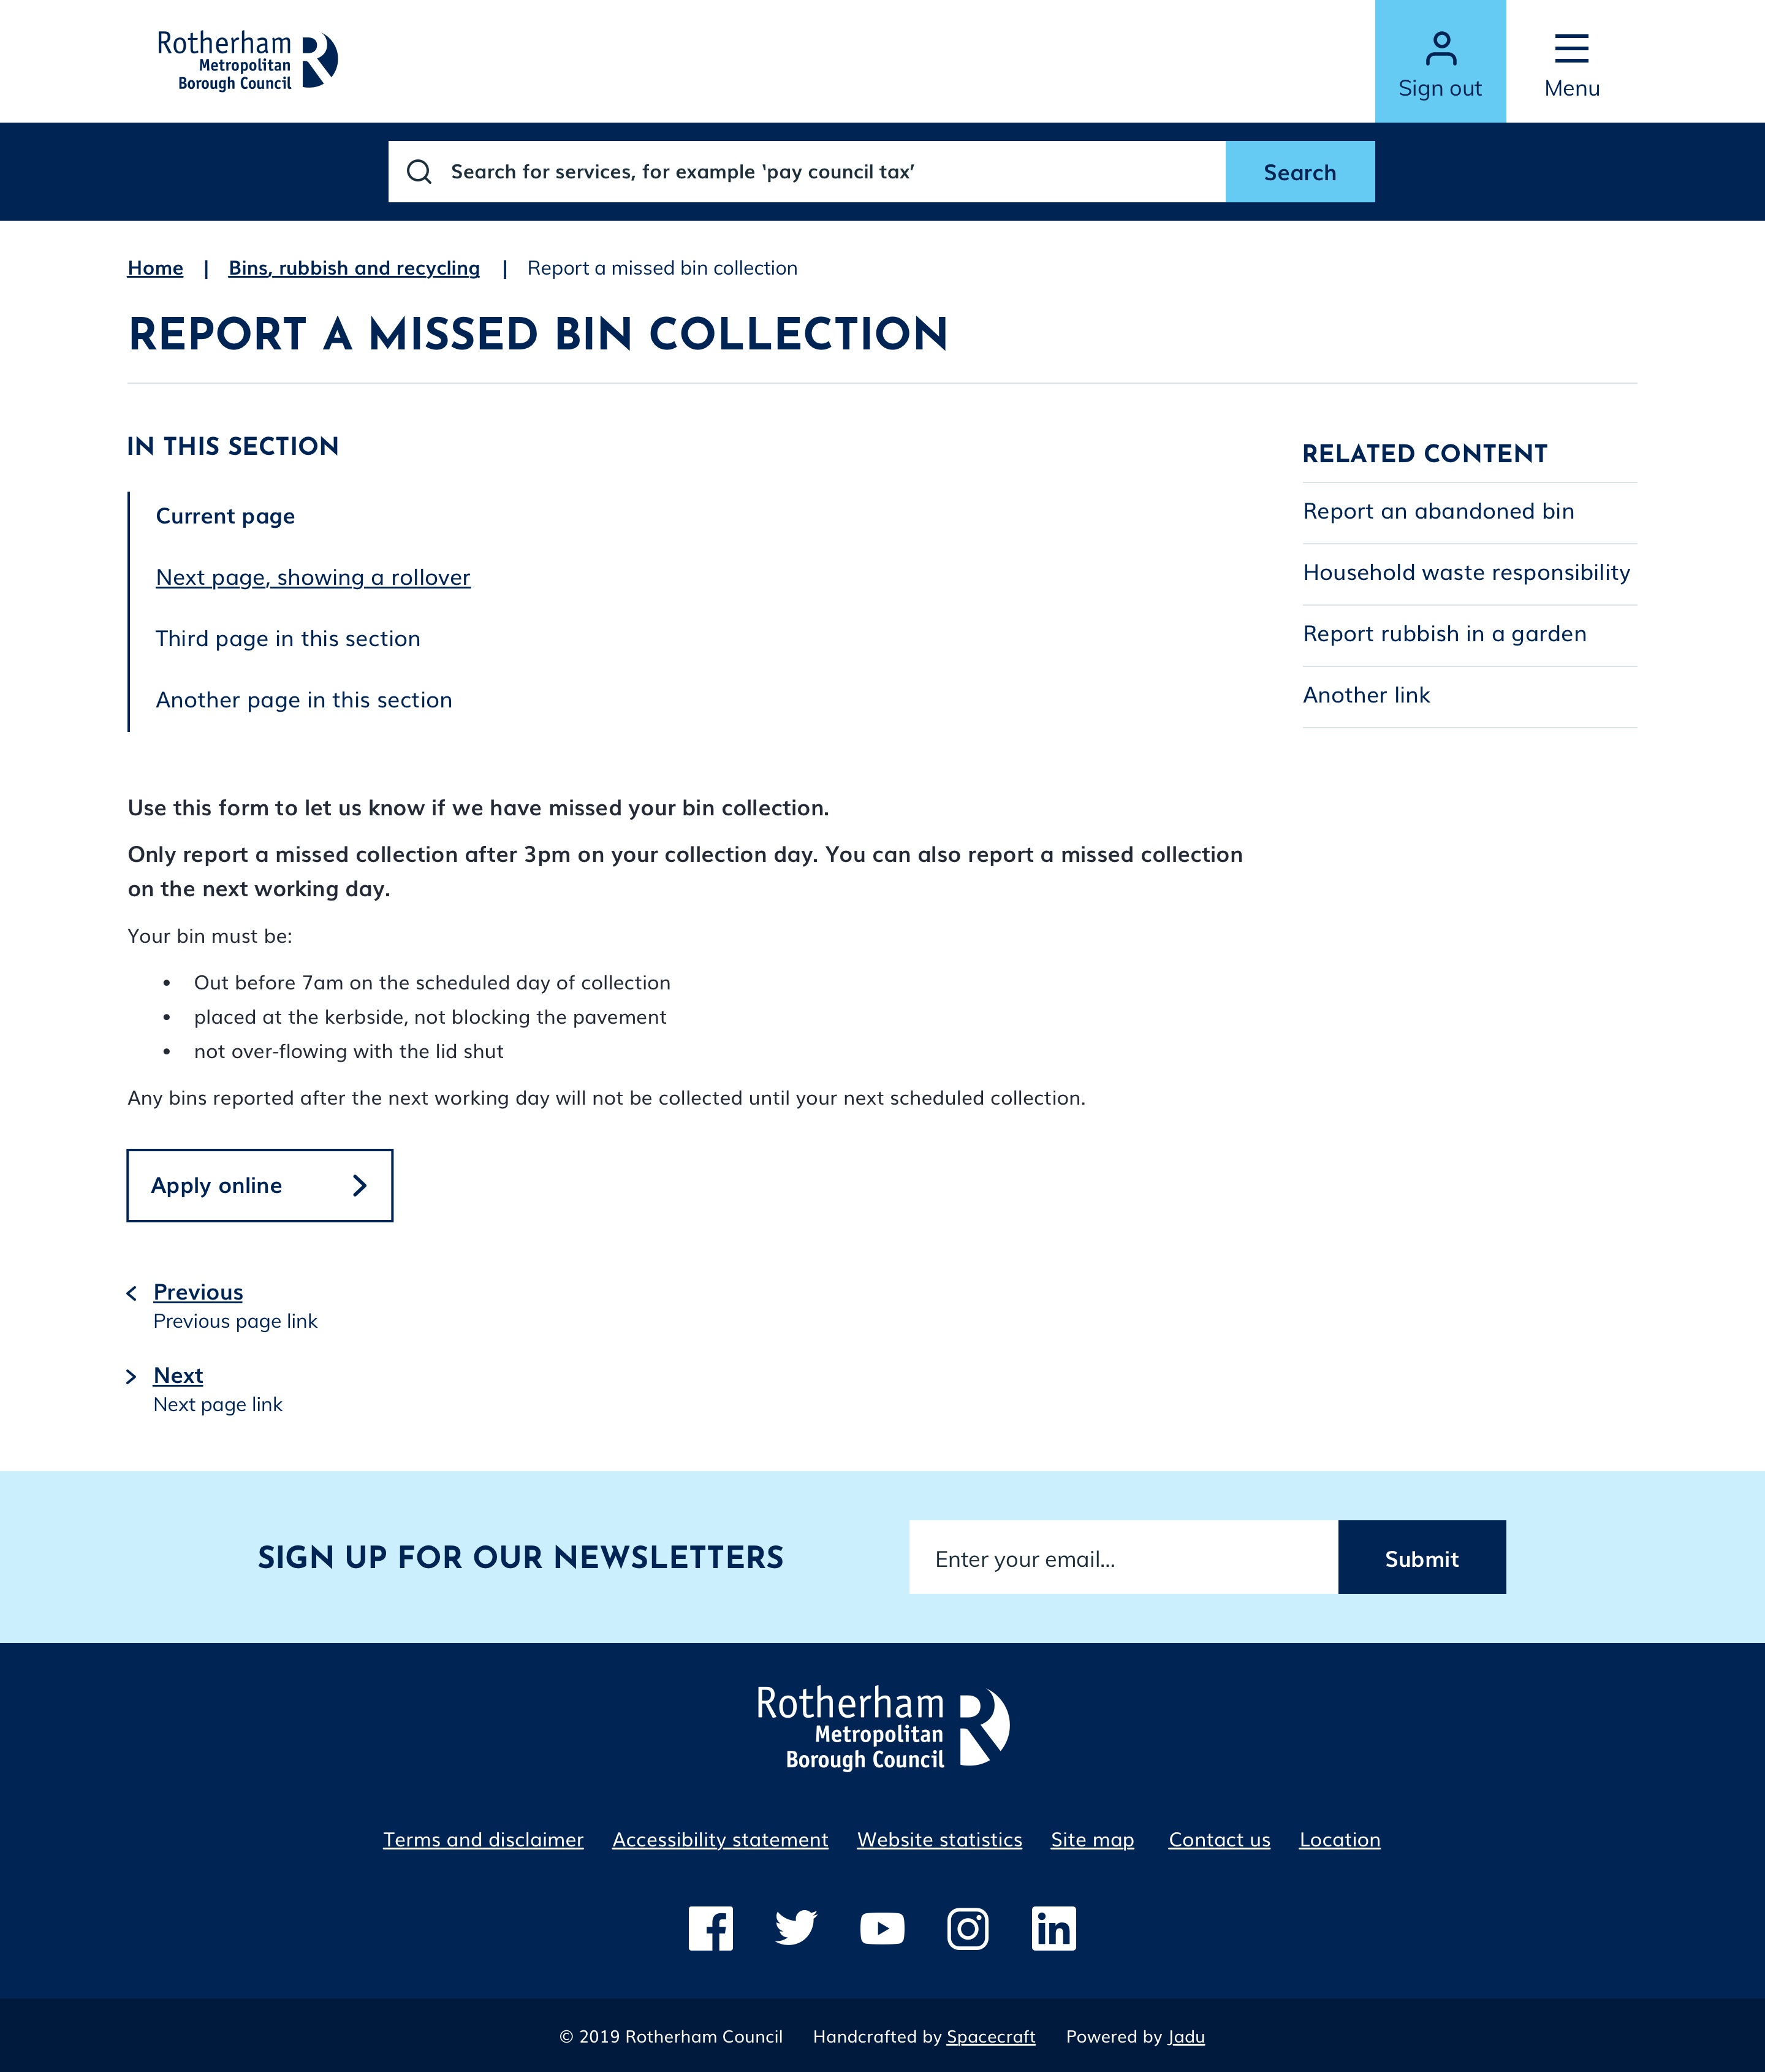 Rotherham
Metropolitan
Borough Council
Sign out
Menu
Search for services, for example 'pay council tax'
Search
Home | Bins, rubbish and recycling | Report a missed bin collection
REPORT A MISSED BIN COLLECTION
IN THIS SECTION
Current page
Next page, showing a rollover
Third page in this section
Another page in this section
RELATED CONTENT
Report an abandoned bin
Household waste responsibility
Report rubbish in a garden
Another link
Use this form to let us know if we have missed your bin collection.
Only report a missed collection after 3pm on your collection day. You can also report a missed collection
on the next working day.
Your bin must be:
• Out before 7am on the scheduled day of collection
• placed at the kerbside, not blocking the pavement
• not over-flowing with the lid shut
Any bins reported after the next working day will not be collected until your next scheduled collection.
Apply online
Previous
Previous page link
Next
Next page link
SIGN UP FOR OUR NEWSLETTERS
Enter your email...
Submit
Rotherham
Metropolitan
Borough Council
Terms and disclaimer Accessibility statement Website statistics Site map Contact us Location
© 2019 Rotherham Council Handcrafted by Spacecraft Powered by Jadu